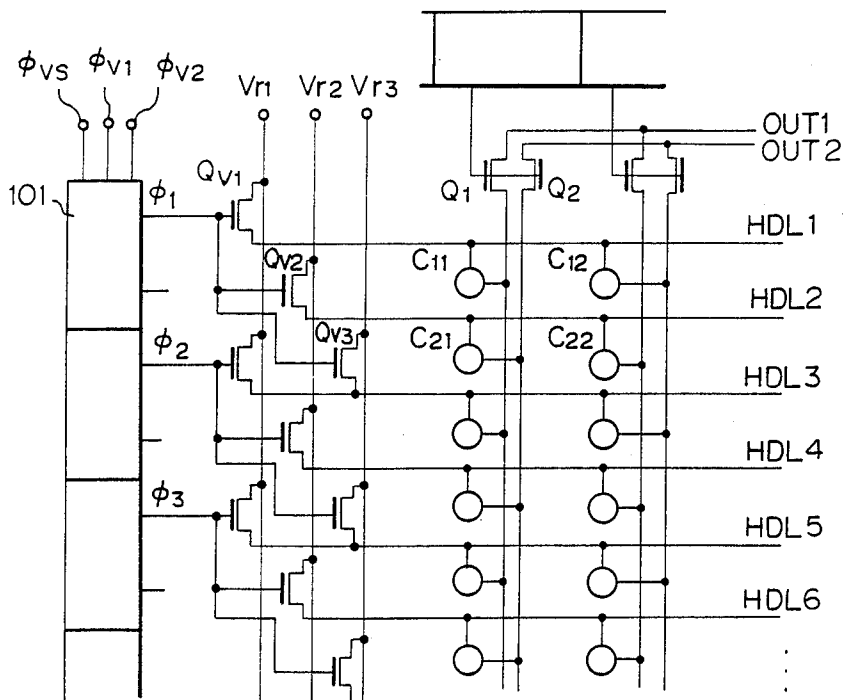 φVS φV1 φV2
Vr1 Vr2 Vr3
OUT1
OUT2
101
φ1
QV1
Q1
Q2
HDL1
QV2
C11
C12
HDL2
φ2
QV3
C21
C22
HDL3
HDL4
φ3
HDL5
HDL6